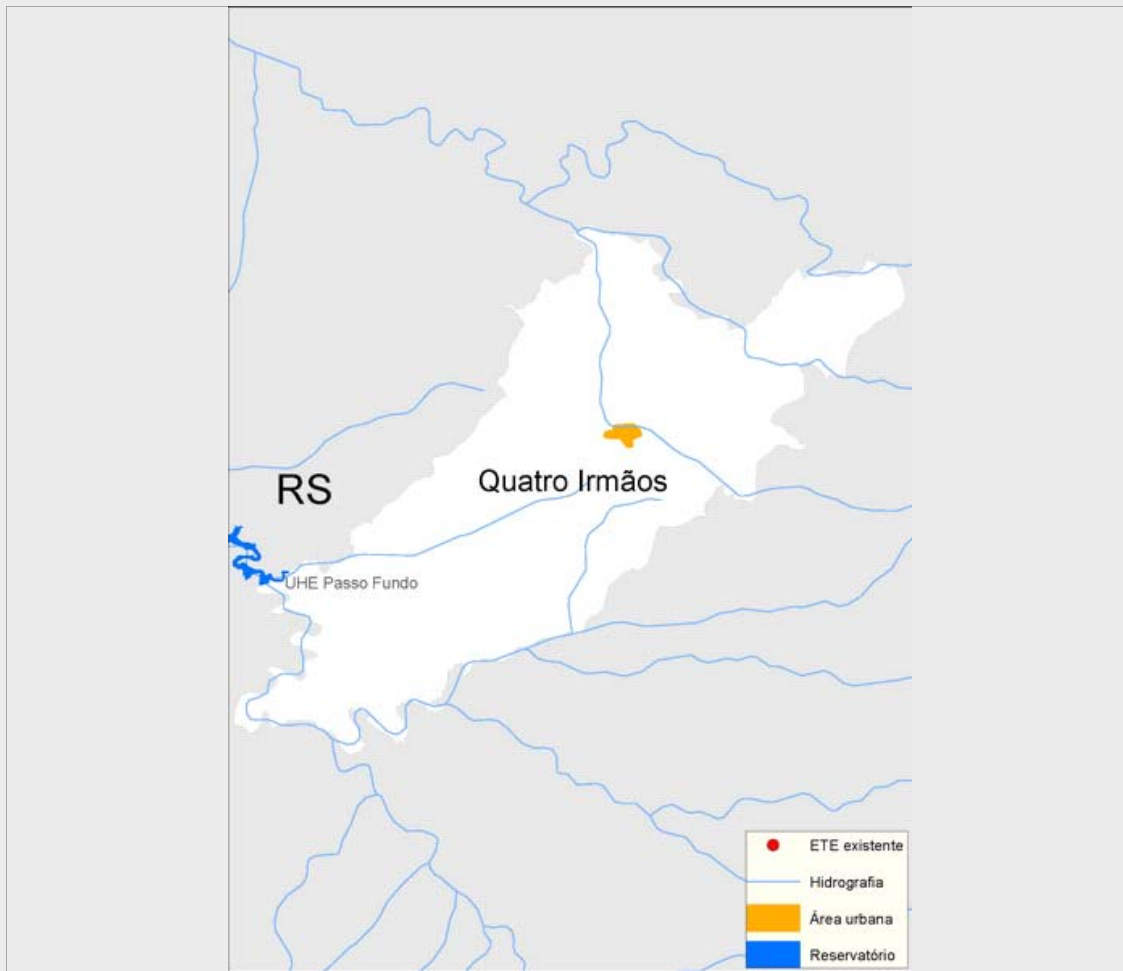 Quatro Irmãos
RS
UHE Passo Fundo
ETE existente
Hidrografia
Área urbana
Reservatório